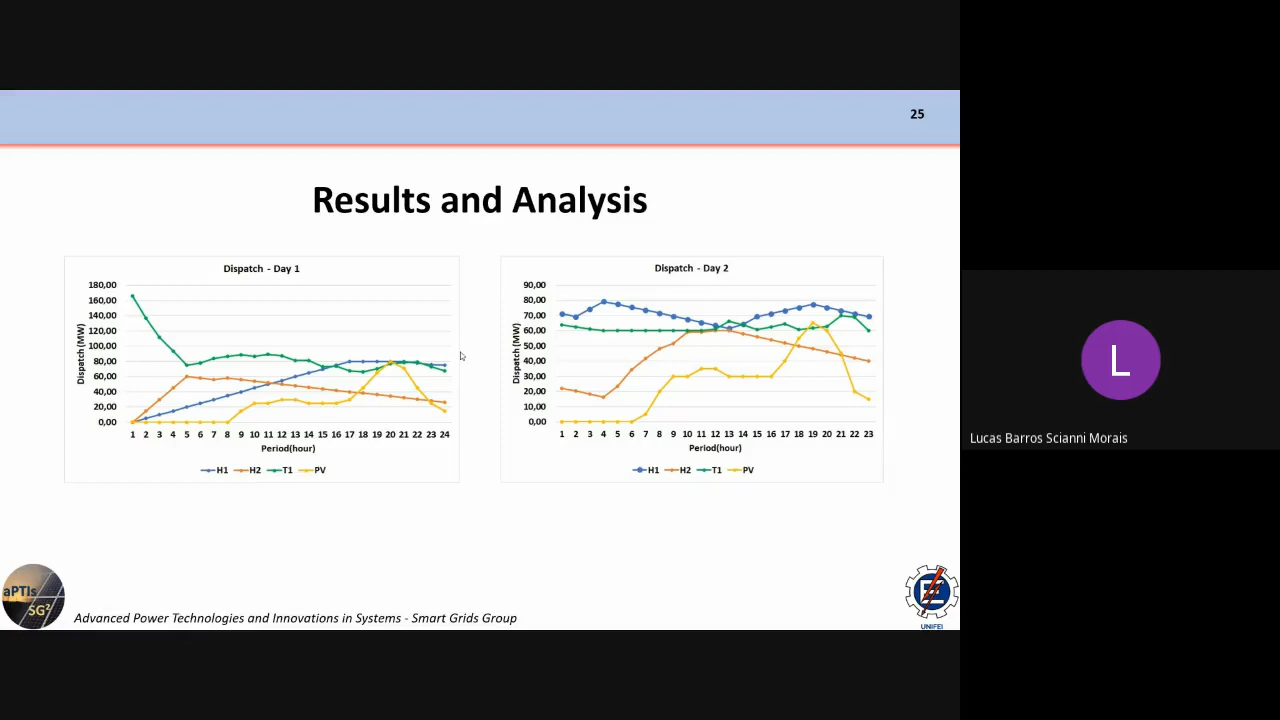 25
Results and Analysis
Dispatch - Day 1
Dispatch (MW)
180,00
160,00
140,00
120,00
100,00
80,00
60,00
40,00
20,00
0,00
1 2 3 4 5 6 7 8 9 10 11 12 13 14 15 16 17 18 19 20 21 22 23 24
Period(hour)
H1 H2 T1 PV
Dispatch - Day 2
Dispatch (MW)
90,00
80,00
70,00
60,00
50,00
40,00
30,00
20,00
10,00
0,00
1 2 3 4 5 6 7 8 9 10 11 12 13 14 15 16 17 18 19 20 21 22 23
Period(hour)
H1 H2 T1 PV
L
Lucas Barros Scianni Morais
aPTIs
SG²
Advanced Power Technologies and Innovations in Systems - Smart Grids Group
UNIFEI